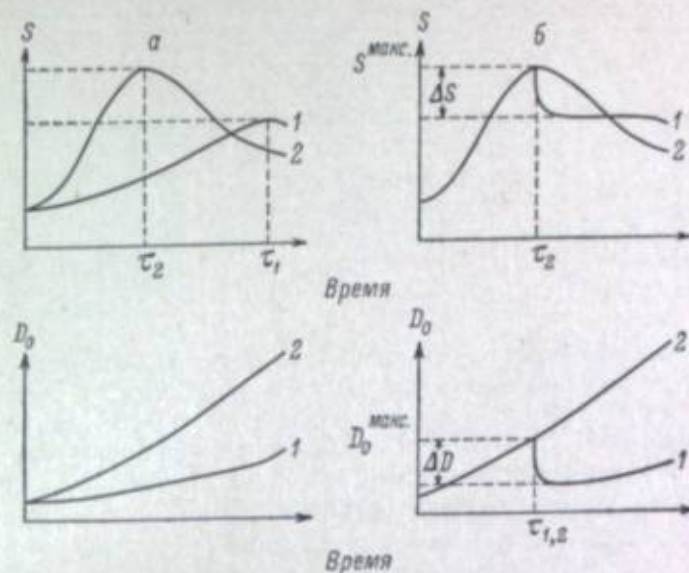 S
а
1
2
τ₂
τ₁
S
макс.
S
б
ΔS
1
2
τ₂
Время
D₀
2
1
D₀
D₀
макс.
ΔD
2
1
τ₁,₂
Время